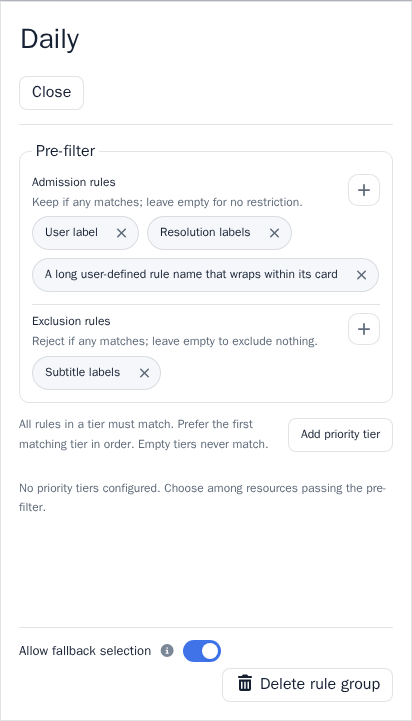 Daily
Close
Pre-filter
Admission rules
Keep if any matches; leave empty for no restriction.
User label
Resolution labels
A long user-defined rule name that wraps within its card
Exclusion rules
Reject if any matches; leave empty to exclude nothing.
Subtitle labels
All rules in a tier must match. Prefer the first
matching tier in order. Empty tiers never match.
Add priority tier
No priority tiers configured. Choose among resources passing the pre-
filter.
Allow fallback selection
Delete rule group